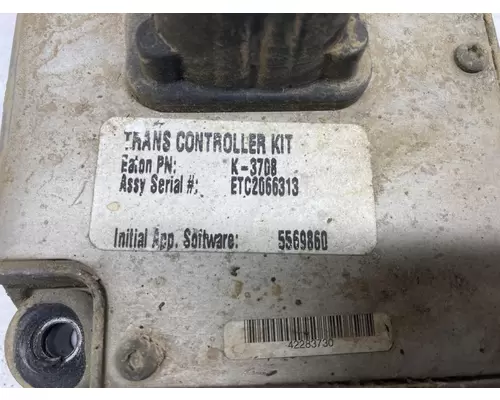 TRANS CONTROLLER KIT
Eaton PN: K-3708
Assy Serial #: ETC2066313
Initial App. Software: 5569860
42283730